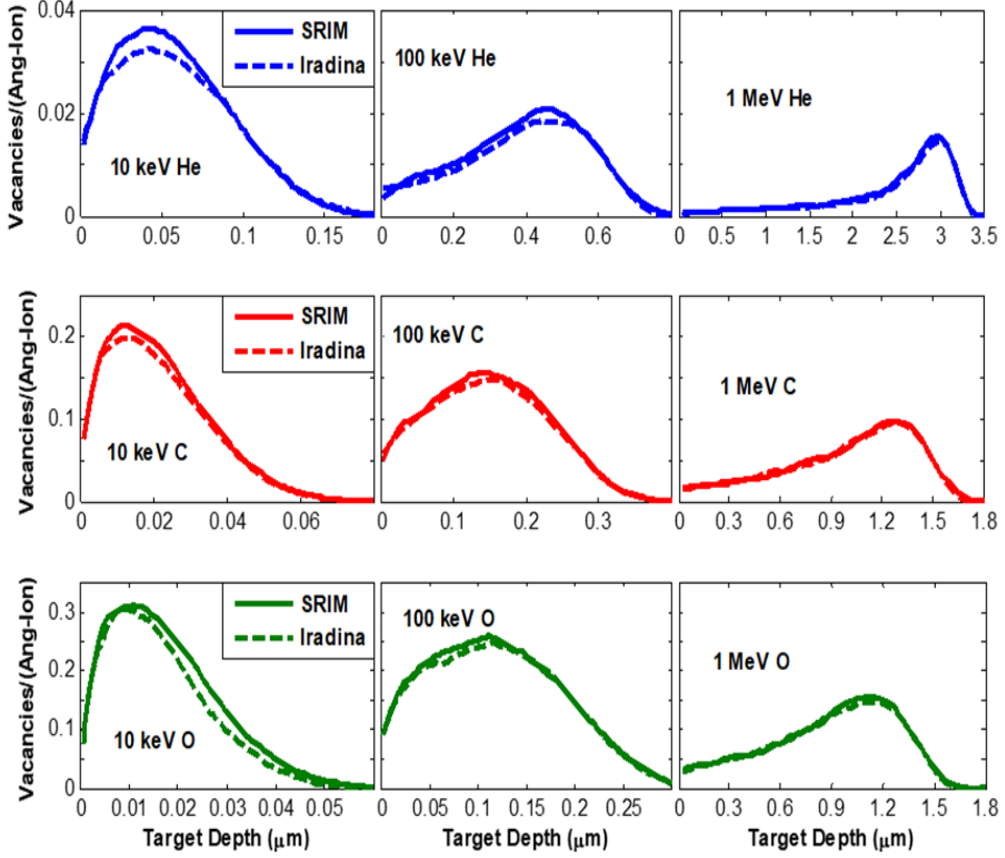 Vacancies/(Ang-Ion)
0.04
0.02
0
SRIM
Iradina
10 keV He
100 keV He
1 MeV He
0 0.05 0.1 0.15
0 0.2 0.4 0.6
0 0.5 1 1.5 2 2.5 3 3.5
Vacancies/(Ang-Ion)
0.2
0.1
0
SRIM
Iradina
10 keV C
100 keV C
1 MeV C
0 0.02 0.04 0.06
0 0.1 0.2 0.3
0 0.3 0.6 0.9 1.2 1.5 1.8
Vacancies/(Ang-Ion)
0.3
0.2
0.1
0
SRIM
Iradina
10 keV O
100 keV O
1 MeV O
0 0.01 0.02 0.03 0.04 0.05
0 0.05 0.1 0.15 0.2 0.25
0 0.3 0.6 0.9 1.2 1.5 1.8
Target Depth (μm)
Target Depth (μm)
Target Depth (μm)